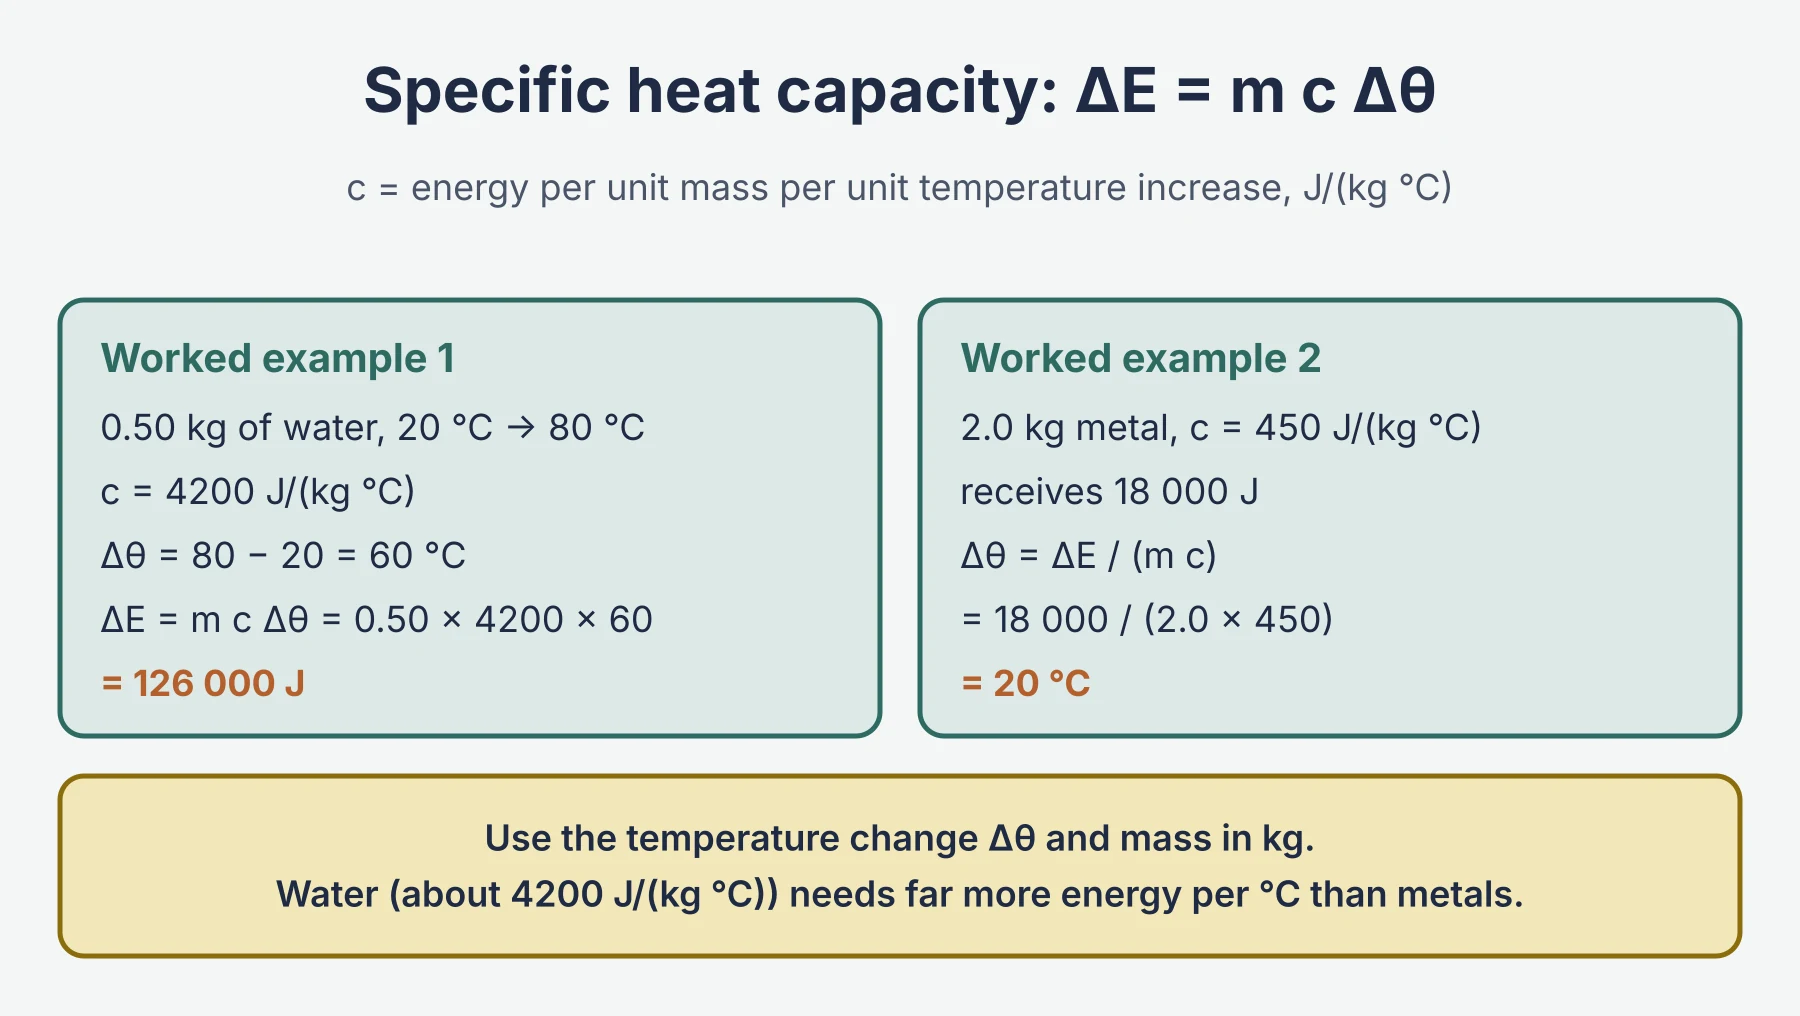 Specific heat capacity: ΔE = m c Δθ
c = energy per unit mass per unit temperature increase, J/(kg °C)
Worked example 1
0.50 kg of water, 20 °C → 80 °C
c = 4200 J/(kg °C)
Δθ = 80 − 20 = 60 °C
ΔE = m c Δθ = 0.50 × 4200 × 60
= 126 000 J
Worked example 2
2.0 kg metal, c = 450 J/(kg °C)
receives 18 000 J
Δθ = ΔE / (m c)
= 18 000 / (2.0 × 450)
= 20 °C
Use the temperature change Δθ and mass in kg.
Water (about 4200 J/(kg °C)) needs far more energy per °C than metals.